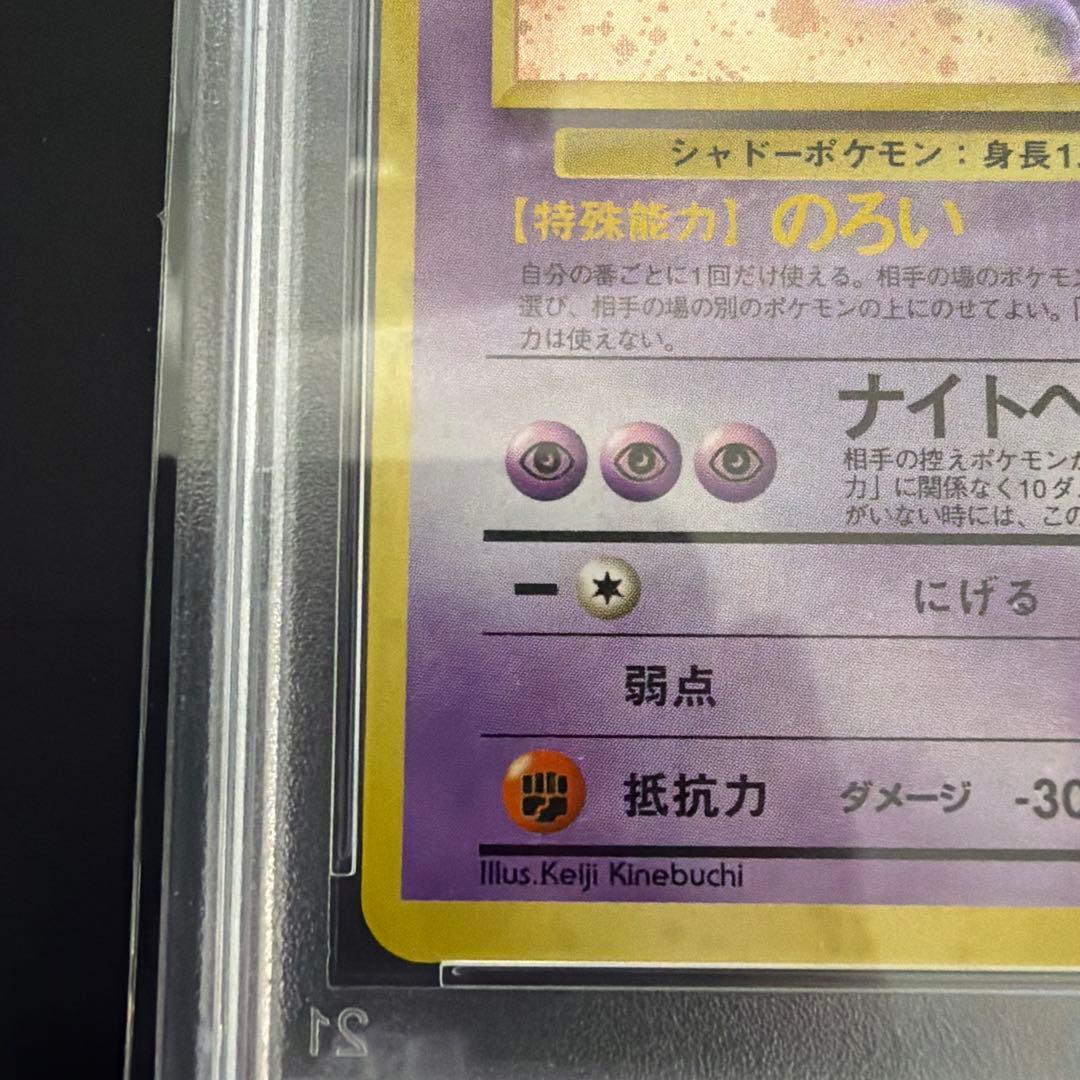 シャドーポケモン：身長1.
【特殊能力】 のろい
自分の番ごとに1回だけ使える。相手の場のポケモ
選び、相手の場の別のポケモンの上にのせてよい。
力は使えない。
ナイトヘ
相手の控えポケモン
力」に関係なく10ダ
がいない時には、この
にげる
弱点
抵抗力 ダメージ -30
Illus.Keiji Kinebuchi
21